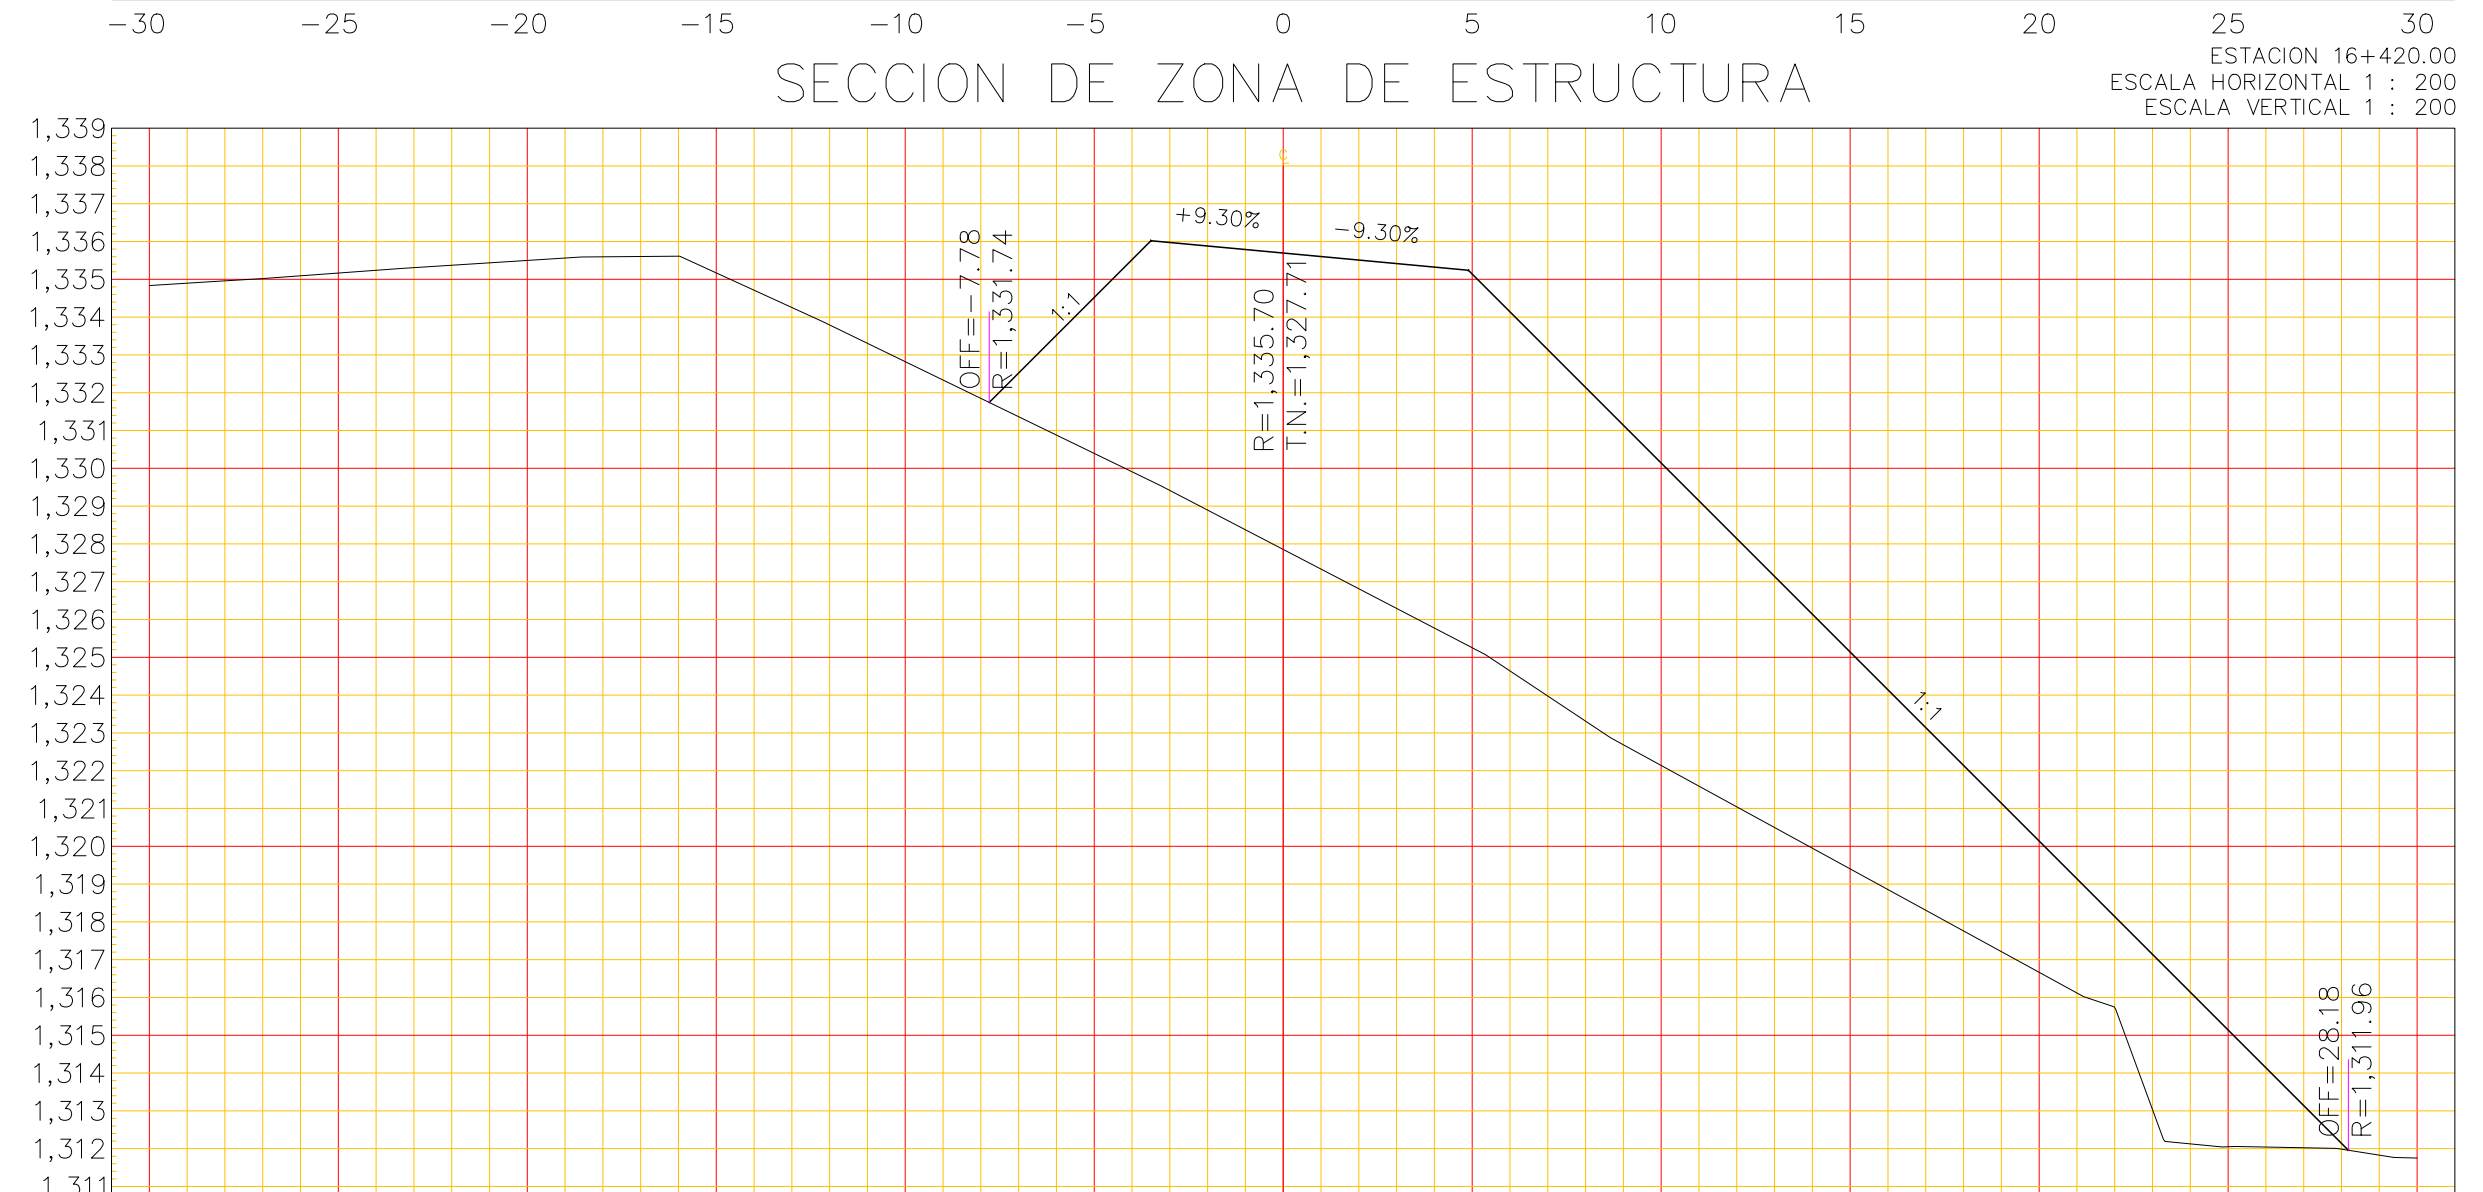 -30 -25 -20 -15 -10 -5 0 5 10 15 20 25 30
ESTACION 16+420.00
ESCALA HORIZONTAL 1 : 200
ESCALA VERTICAL 1 : 200
SECCION DE ZONA DE ESTRUCTURA
1,339
1,338
1,337
1,336
1,335
1,334
1,333
1,332
1,331
1,330
1,329
1,328
1,327
1,326
1,325
1,324
1,323
1,322
1,321
1,320
1,319
1,318
1,317
1,316
1,315
1,314
1,313
1,312
1,311
C
+9.30%
-9.30%
OFF=-7.78
R=1,331.74
1:1
R=1,335.70
T.N.=1,327.71
1:1
OFF=28.18
R=1,311.96